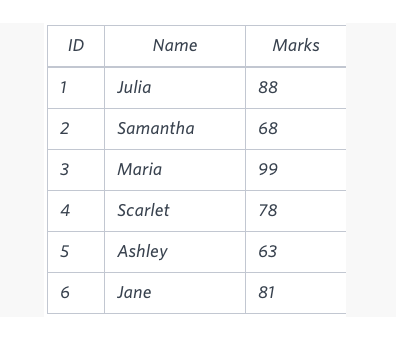 ID Name Marks
1 Julia 88
2 Samantha 68
3 Maria 99
4 Scarlet 78
5 Ashley 63
6 Jane 81